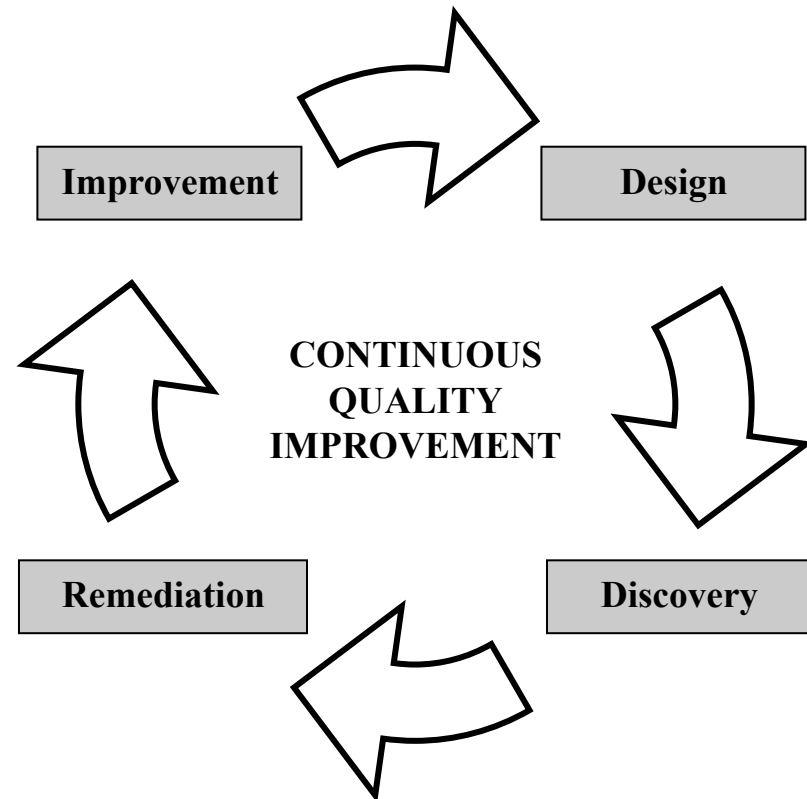 Improvement
Design
CONTINUOUS
QUALITY
IMPROVEMENT
Remediation
Discovery